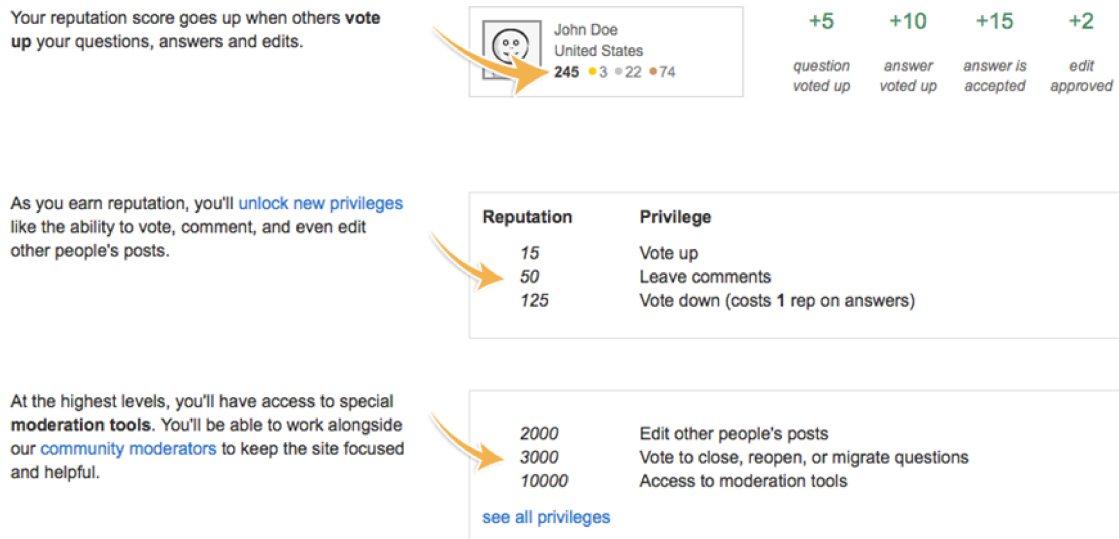 Your reputation score goes up when others vote
up your questions, answers and edits.
John Doe
United States
245 3 22 74
+5 +10 +15 +2
question answer answer is edit
voted up voted up accepted approved
As you earn reputation, you'll unlock new privileges
like the ability to vote, comment, and even edit
other people's posts.
Reputation Privilege
15 Vote up
50 Leave comments
125 Vote down (costs 1 rep on answers)
At the highest levels, you'll have access to special
moderation tools. You'll be able to work alongside
our community moderators to keep the site focused
and helpful.
2000 Edit other people's posts
3000 Vote to close, reopen, or migrate questions
10000 Access to moderation tools
see all privileges